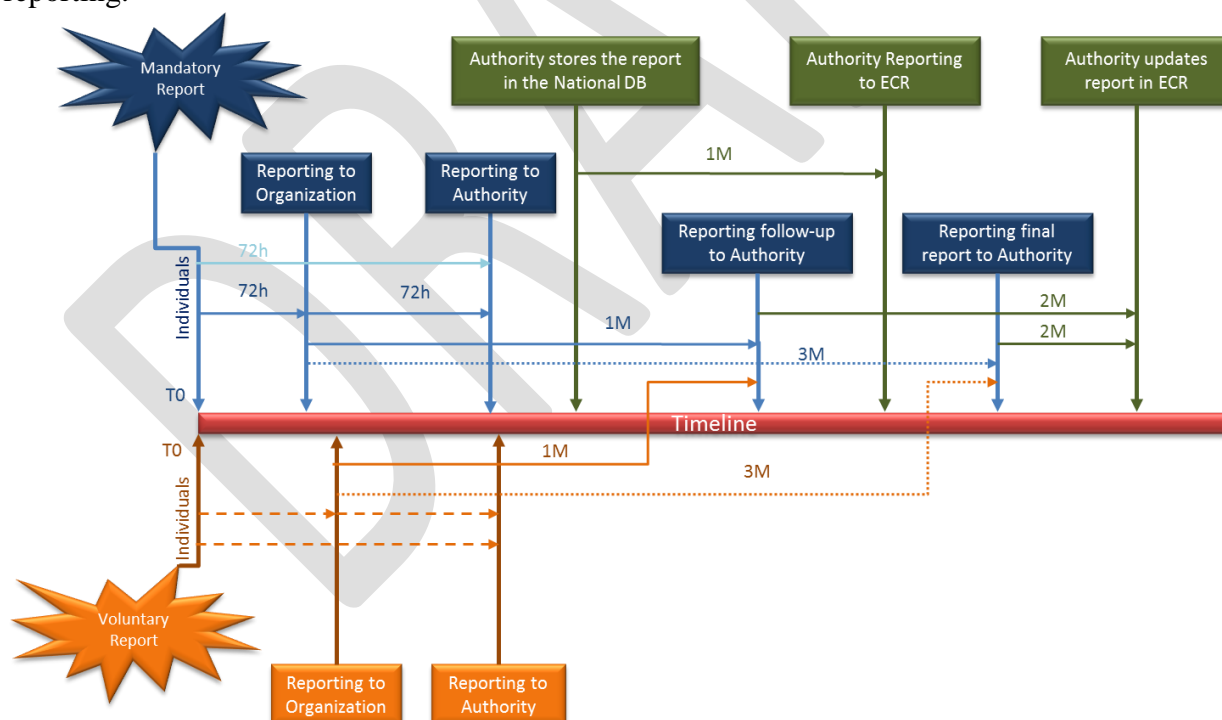 reporting.
Mandatory
Report
Authority stores the report
in the National DB
Authority Reporting
to ECR
Authority updates
report in ECR
1M
Reporting to
Organization
Reporting to
Authority
Reporting follow-up
to Authority
Reporting final
report to Authority
72h
Individuals
72h
72h
2M
1M
2M
3M
T0
Timeline
T0
1M
3M
Individuals
Voluntary
Report
Reporting to
Organization
Reporting to
Authority